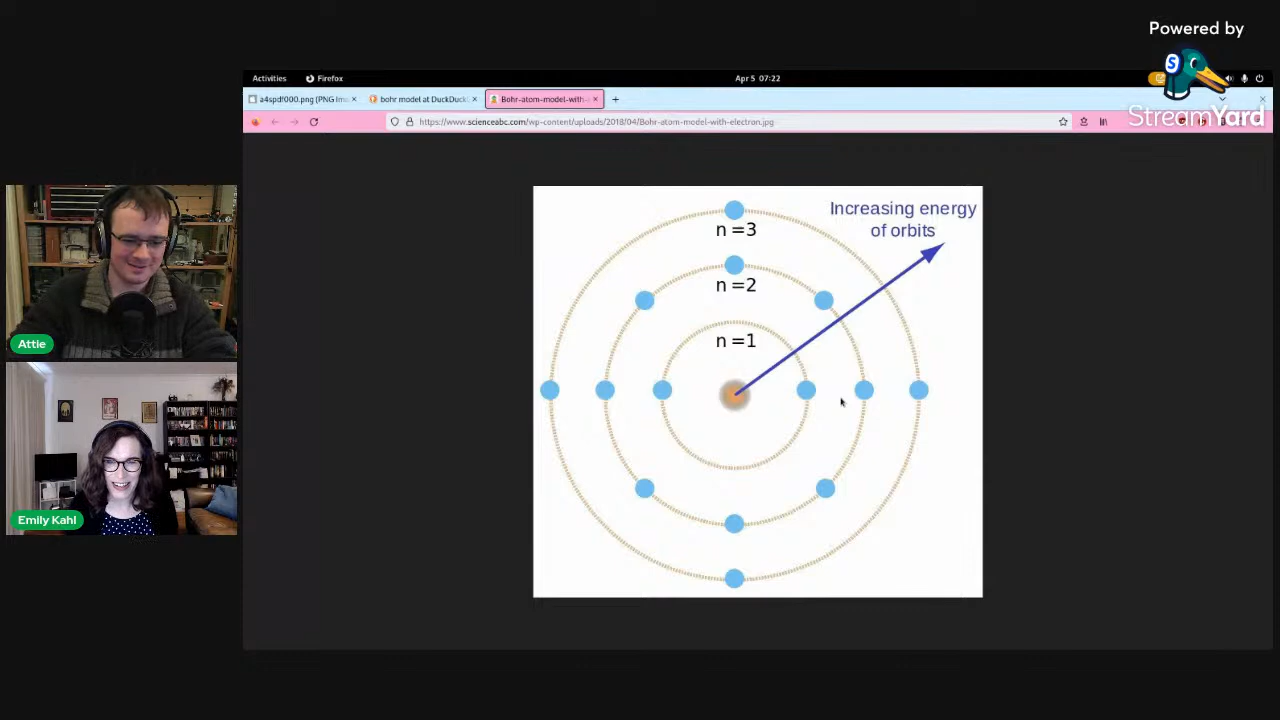 Powered by
S
StreamYard
Activities
Firefox
Apr 5 07:22
a4spdf000.png (PNG Im
bohr model at DuckDuck
Bohr-atom-model-with-
https://www.scienceabc.com/wp-content/uploads/2018/04/Bohr-atom-model-with-electron.jpg
Increasing energy
of orbits
n =3
n =2
n =1
Attie
Emily Kahl